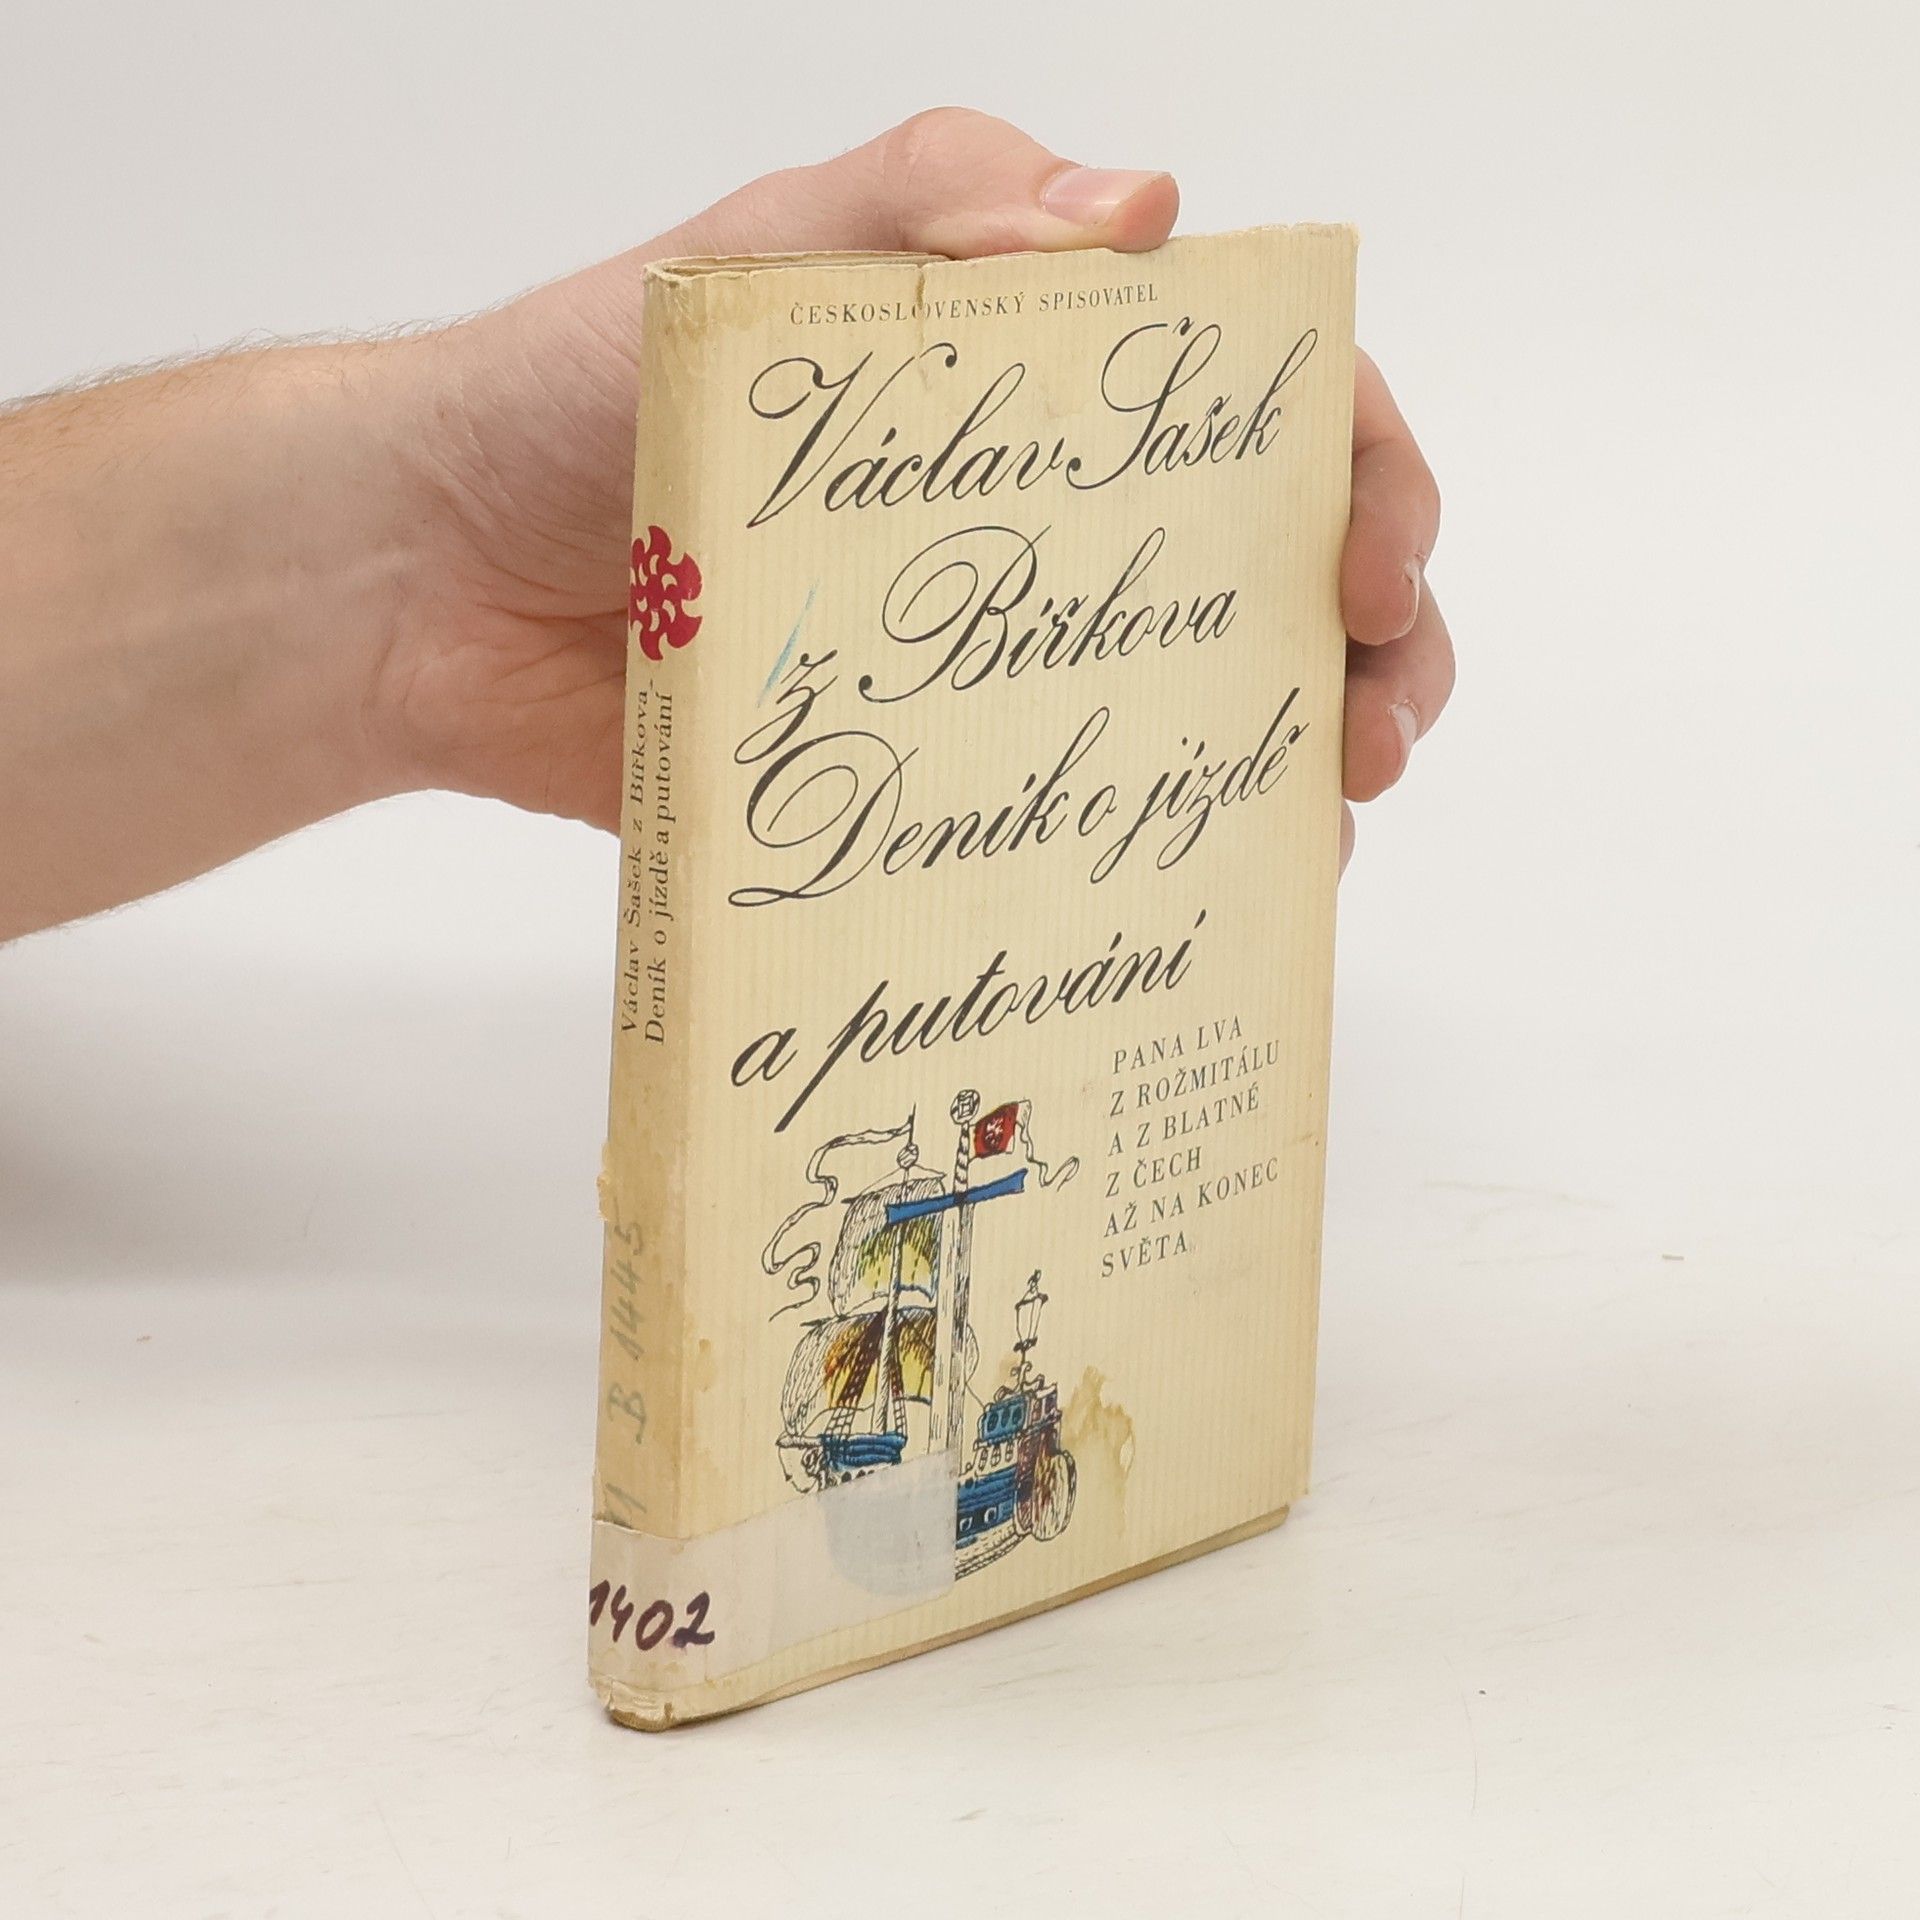 ČESKOSLOVENSKÝ SPISOVATEL
Václav Šašek
z Bířkova
Deník o jízdě
a putování
PANA LVA
Z ROŽMITÁLU
A Z BLATNÉ
Z ČECH
AŽ NA KONEC
SVĚTA
Václav Šašek z Bířkova -
Deník o jízdě a putování
B 1445
1402